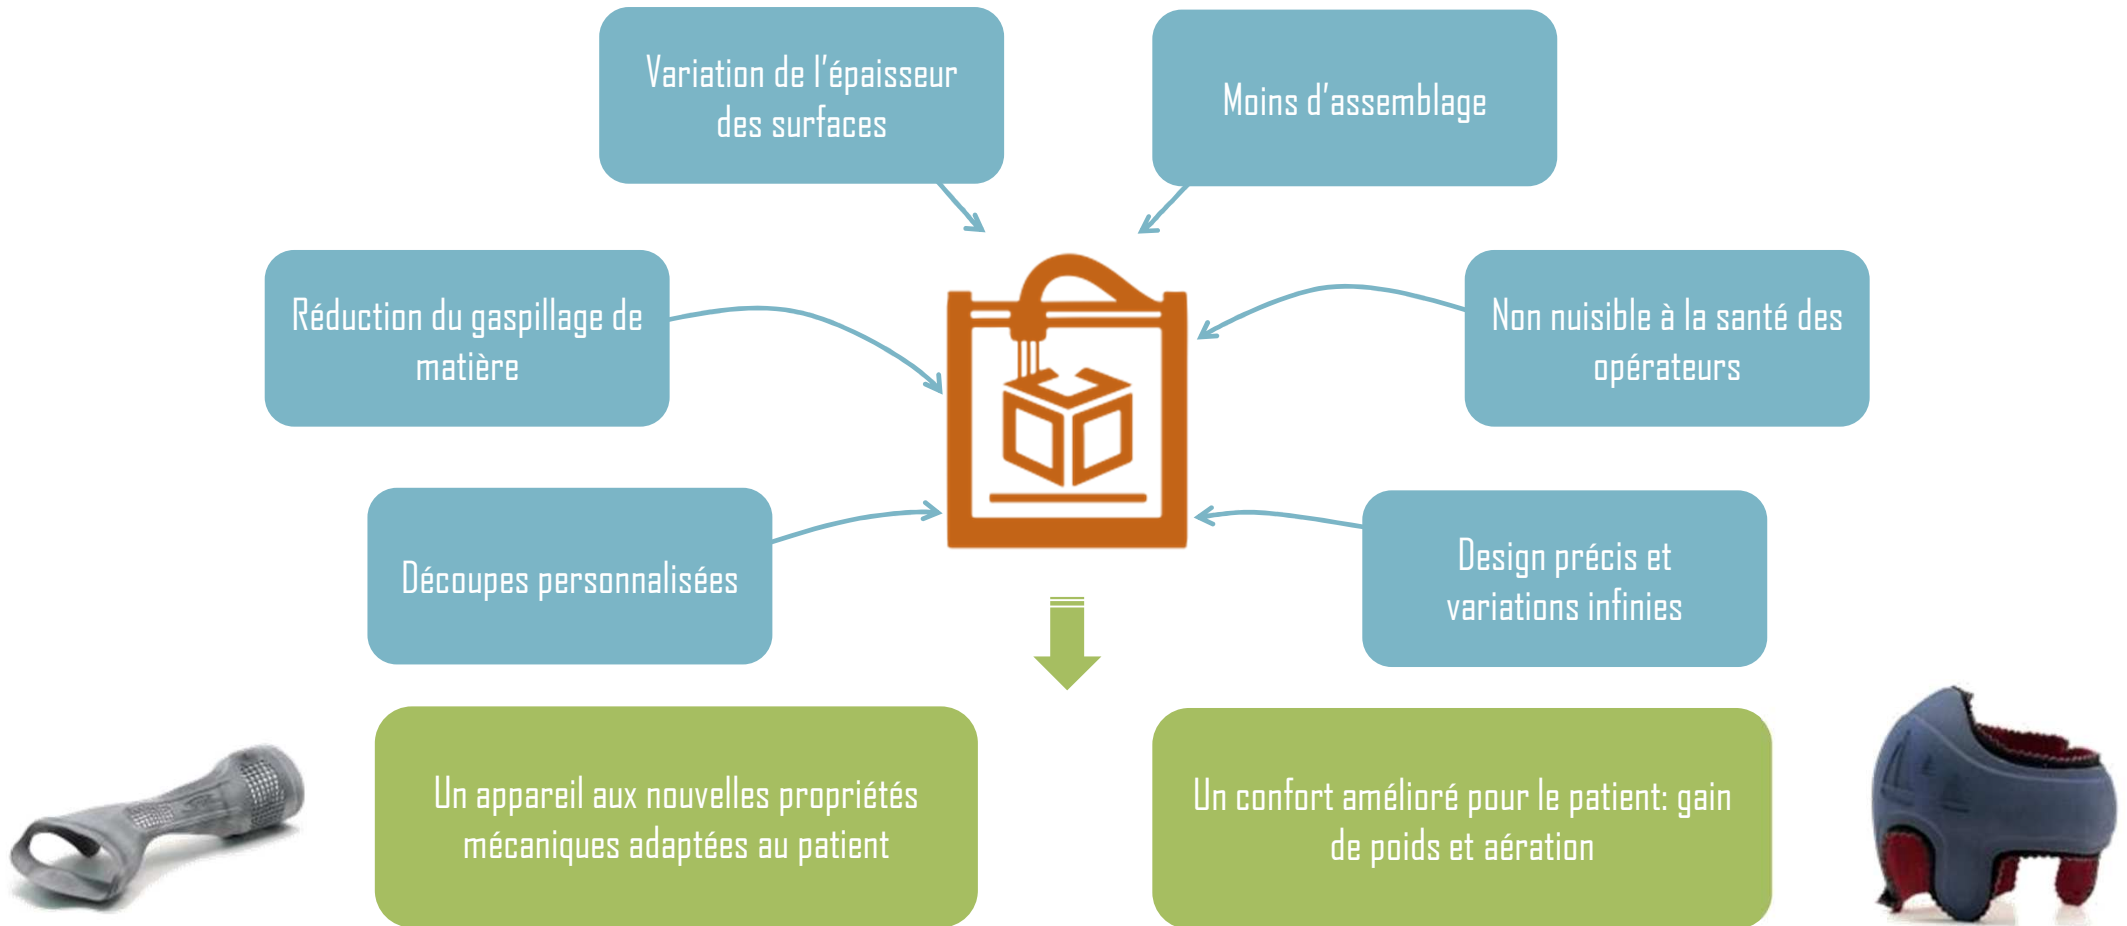 Variation de l'épaisseur
des surfaces
Moins d'assemblage
Réduction du gaspillage de
matière
Non nuisible à la santé des
opérateurs
Découpes personnalisées
Design précis et
variations infinies
Un appareil aux nouvelles propriétés
mécaniques adaptées au patient
Un confort amélioré pour le patient: gain
de poids et aération